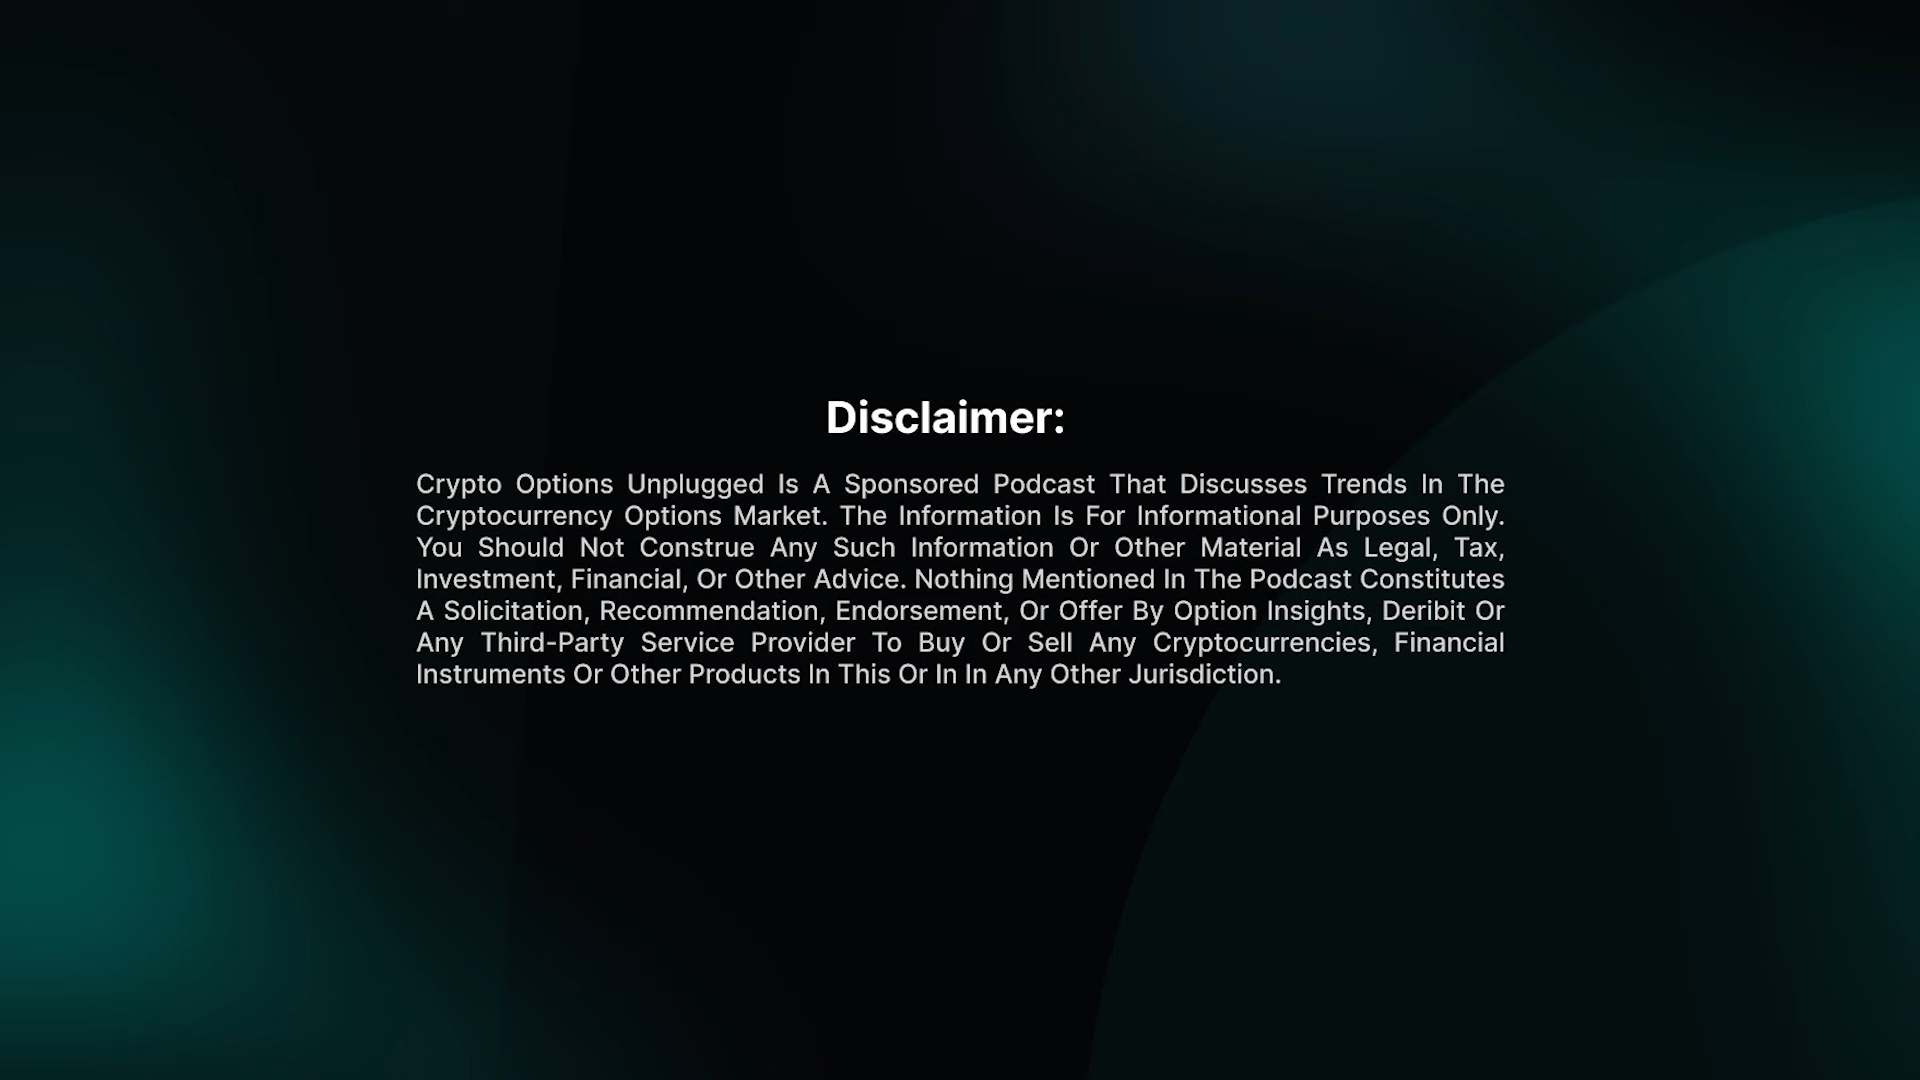 Disclaimer:
Crypto Options Unplugged Is A Sponsored Podcast That Discusses Trends In The
Cryptocurrency Options Market. The Information Is For Informational Purposes Only.
You Should Not Construe Any Such Information Or Other Material As Legal, Tax,
Investment, Financial, Or Other Advice. Nothing Mentioned In The Podcast Constitutes
A Solicitation, Recommendation, Endorsement, Or Offer By Option Insights, Deribit Or
Any Third-Party Service Provider To Buy Or Sell Any Cryptocurrencies, Financial
Instruments Or Other Products In This Or In In Any Other Jurisdiction.